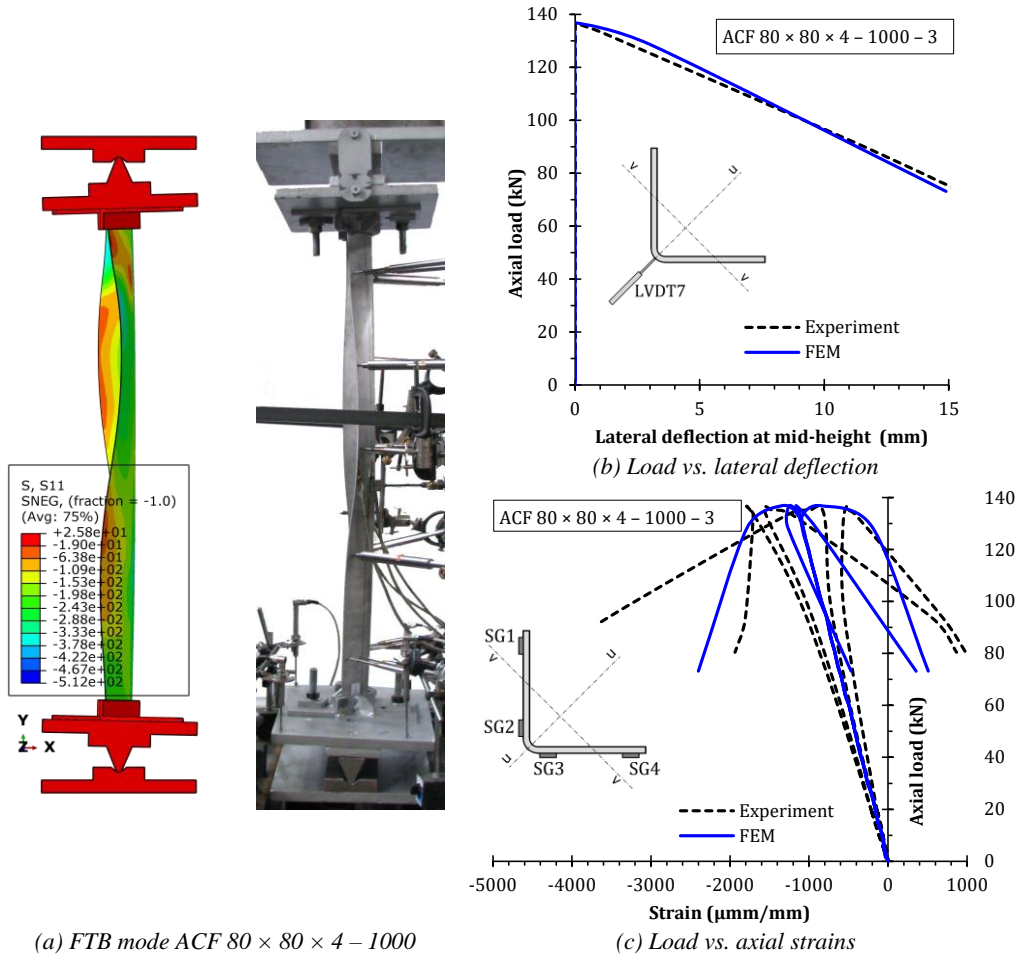 S, S11
SNEG, (fraction = -1.0)
(Avg: 75%)
+2.58e+01
-1.90e+01
-6.38e+01
-1.09e+02
-1.53e+02
-1.98e+02
-2.43e+02
-2.88e+02
-3.33e+02
-3.78e+02
-4.22e+02
-4.67e+02
-5.12e+02
Y
Z X
(a) FTB mode ACF 80 × 80 × 4 – 1000
140
120
100
80
60
40
20
0
Axial load (kN)
ACF 80 × 80 × 4 – 1000 – 3
v
u
v
LVDT7
Experiment
FEM
0 5 10 15
Lateral deflection at mid-height (mm)
(b) Load vs. lateral deflection
ACF 80 × 80 × 4 – 1000 – 3
140
120
100
80
60
40
20
0
Axial load (kN)
SG1
v
u
SG2
u
SG3
v
SG4
Experiment
FEM
-5000 -4000 -3000 -2000 -1000 0 1000
Strain (μmm/mm)
(c) Load vs. axial strains